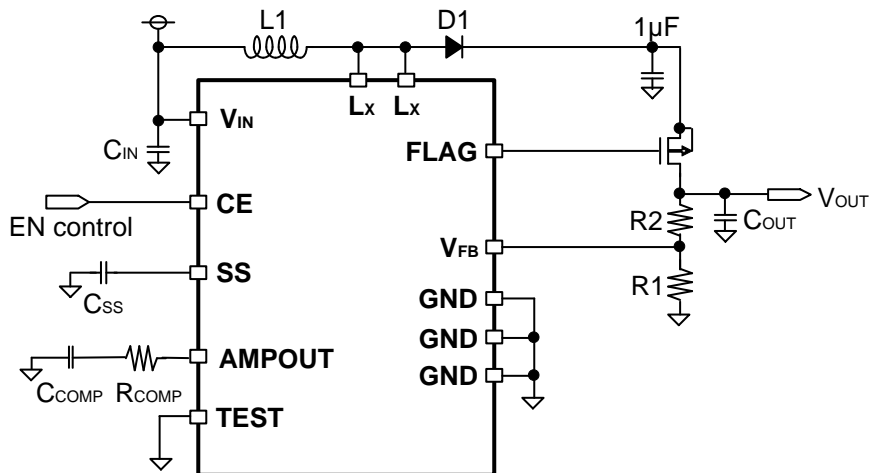 L1
D1
1µF
LX
LX
VIN
CIN
FLAG
CE
EN control
VOUT
R2
COUT
VFB
SS
CSS
R1
GND
GND
GND
AMPOUT
CCOMP
RCOMP
TEST